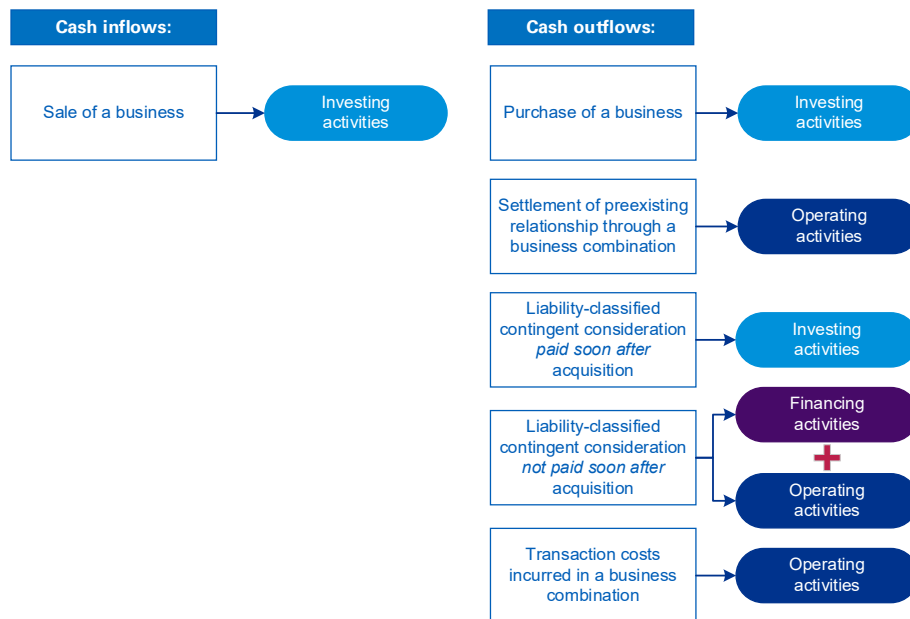 Cash inflows:
Sale of a business
Investing
activities
Cash outflows:
Purchase of a business
Investing
activities
Settlement of preexisting
relationship through a
business combination
Operating
activities
Liability-classified
contingent consideration
paid soon after
acquisition
Investing
activities
Liability-classified
contingent consideration
not paid soon after
acquisition
Financing
activities
Operating
activities
Transaction costs
incurred in a business
combination
Operating
activities